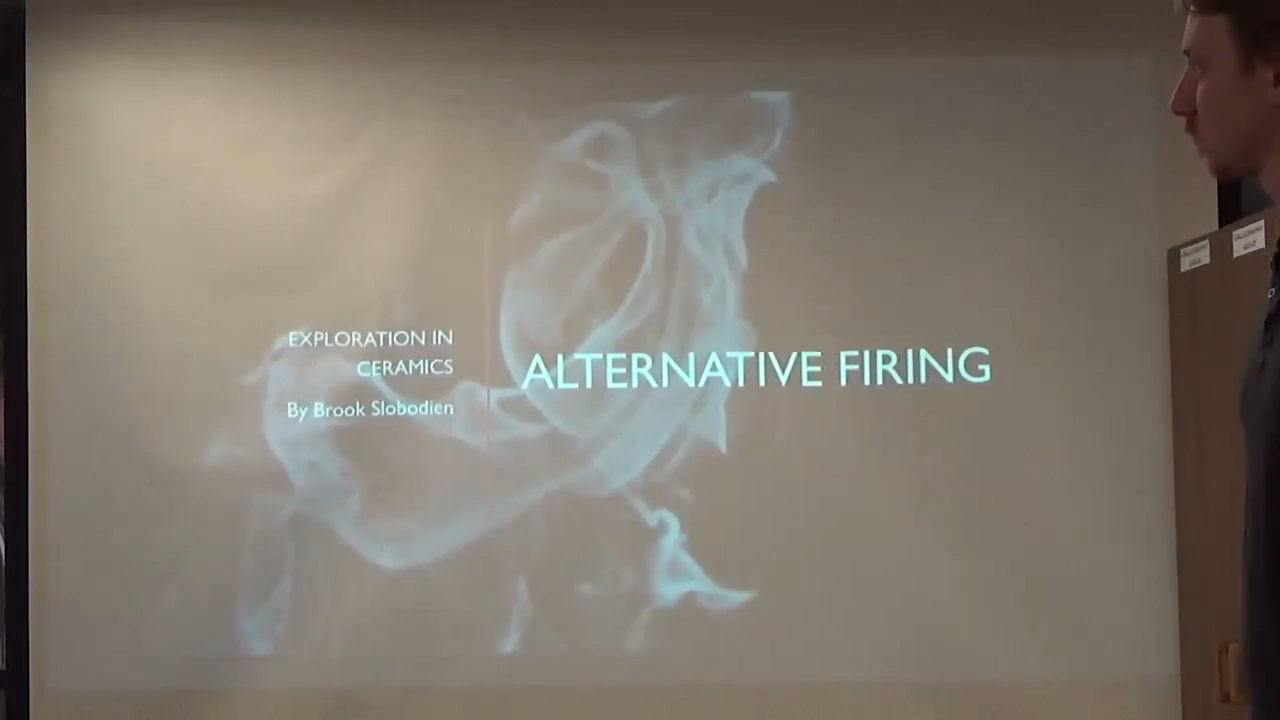 EXPLORATION IN
CERAMICS
By Brook Slobodien
ALTERNATIVE FIRING